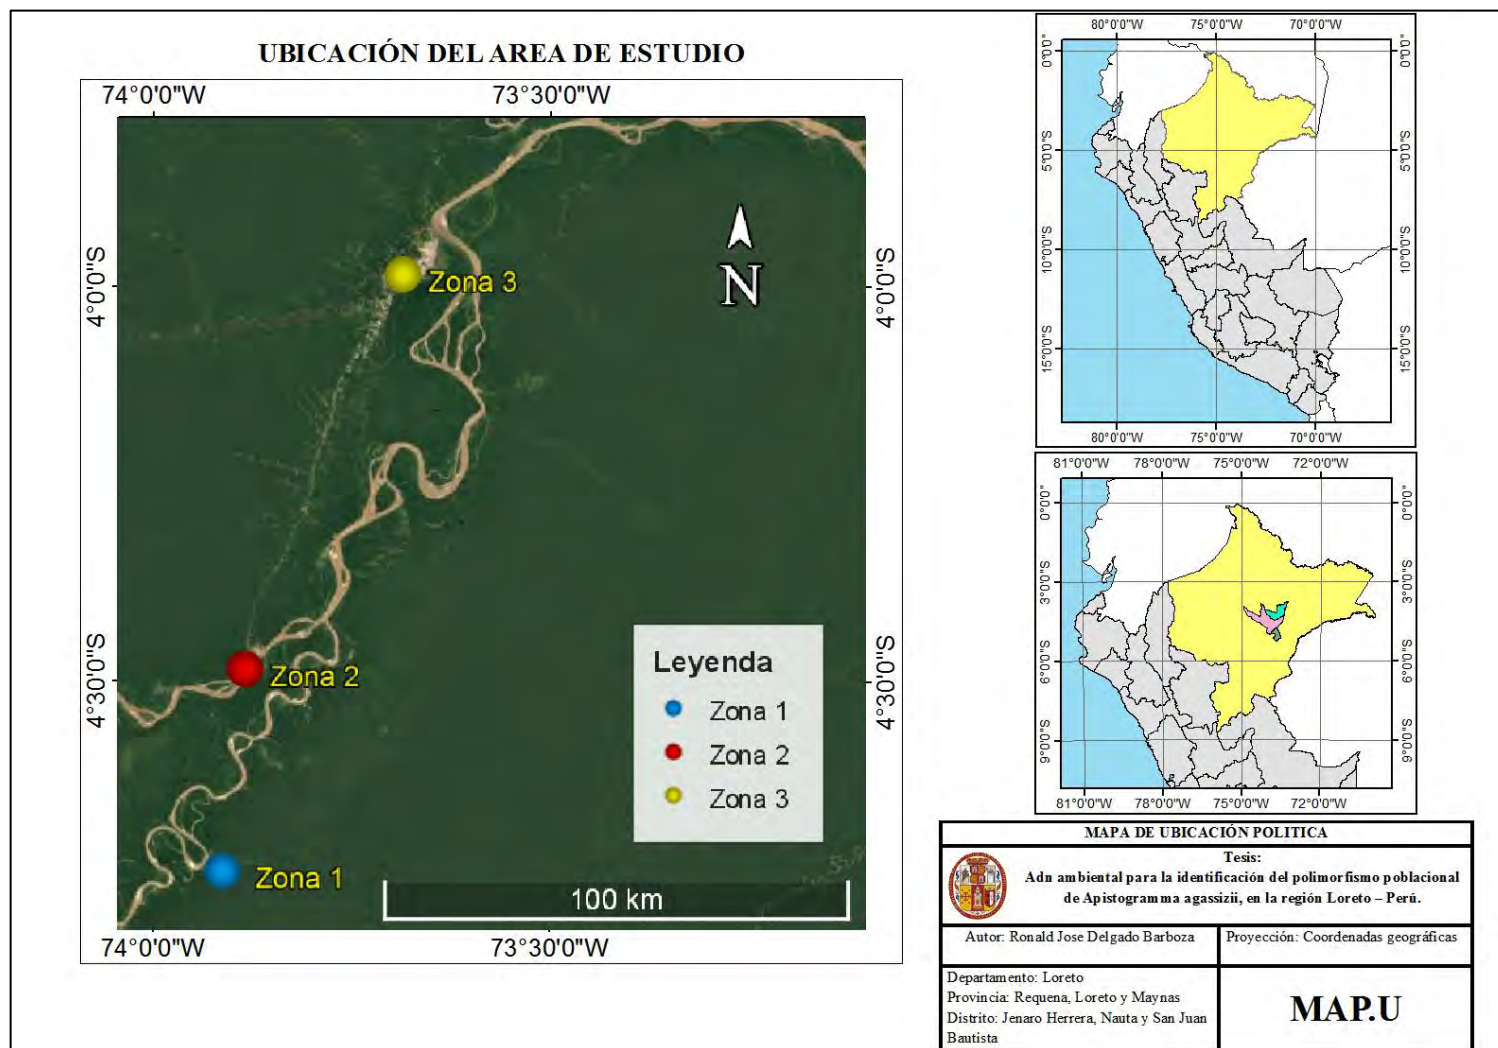 UBICACIÓN DEL AREA DE ESTUDIO
74°0'0"W 73°30'0"W
4°0'0"S 4°0'0"S
4°30'0"S 4°30'0"S
N
Zona 3
Zona 2
Zona 1
Leyenda
Zona 1
Zona 2
Zona 3
100 km
74°0'0"W 73°30'0"W
80°0'0"W 75°0'0"W 70°0'0"W
0°0'0" 0°0'0"
5°0'0"S 5°0'0"S
10°0'0"S 10°0'0"S
15°0'0"S 15°0'0"S
80°0'0"W 75°0'0"W 70°0'0"W
81°0'0"W 78°0'0"W 75°0'0"W 72°0'0"W
0°0'0" 0°0'0"
3°0'0"S 3°0'0"S
6°0'0"S 6°0'0"S
9°0'0"S 9°0'0"S
81°0'0"W 78°0'0"W 75°0'0"W 72°0'0"W
MAPA DE UBICACIÓN POLITICA
Tesis:
Adn ambiental para la identificación del polimorfismo poblacional
de Apistogramma agassizii, en la región Loreto – Perú.
Autor: Ronald Jose Delgado Barboza
Proyección: Coordenadas geográficas
Departamento: Loreto
Provincia: Requena, Loreto y Maynas
Distrito: Jenaro Herrera, Nauta y San Juan
Bautista
MAP.U